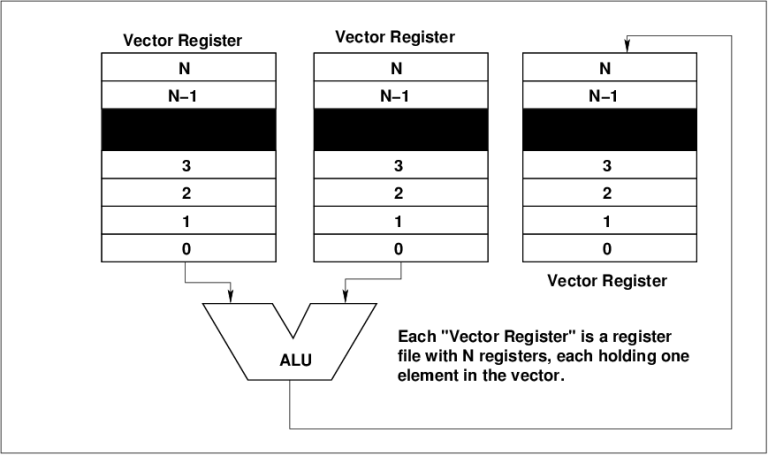 Vector Register
N
N−1
3
2
1
0
Vector Register
N
N−1
3
2
1
0
N
N−1
3
2
1
0
Vector Register
ALU
Each "Vector Register" is a register
file with N registers, each holding one
element in the vector.